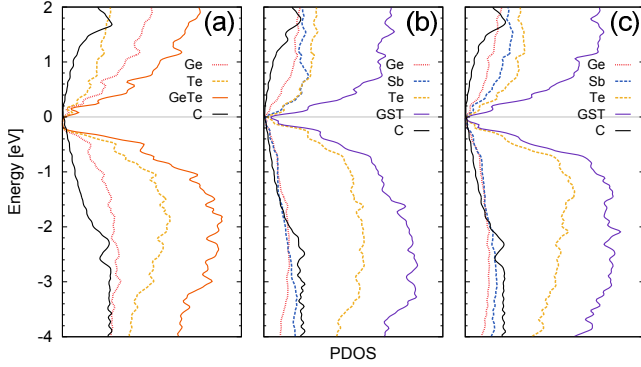 (a)
Ge
Te
GeTe
C
(b)
Ge
Sb
Te
GST
C
(c)
Ge
Sb
Te
GST
C
2
1
0
-1
-2
-3
-4
Energy [eV]
PDOS